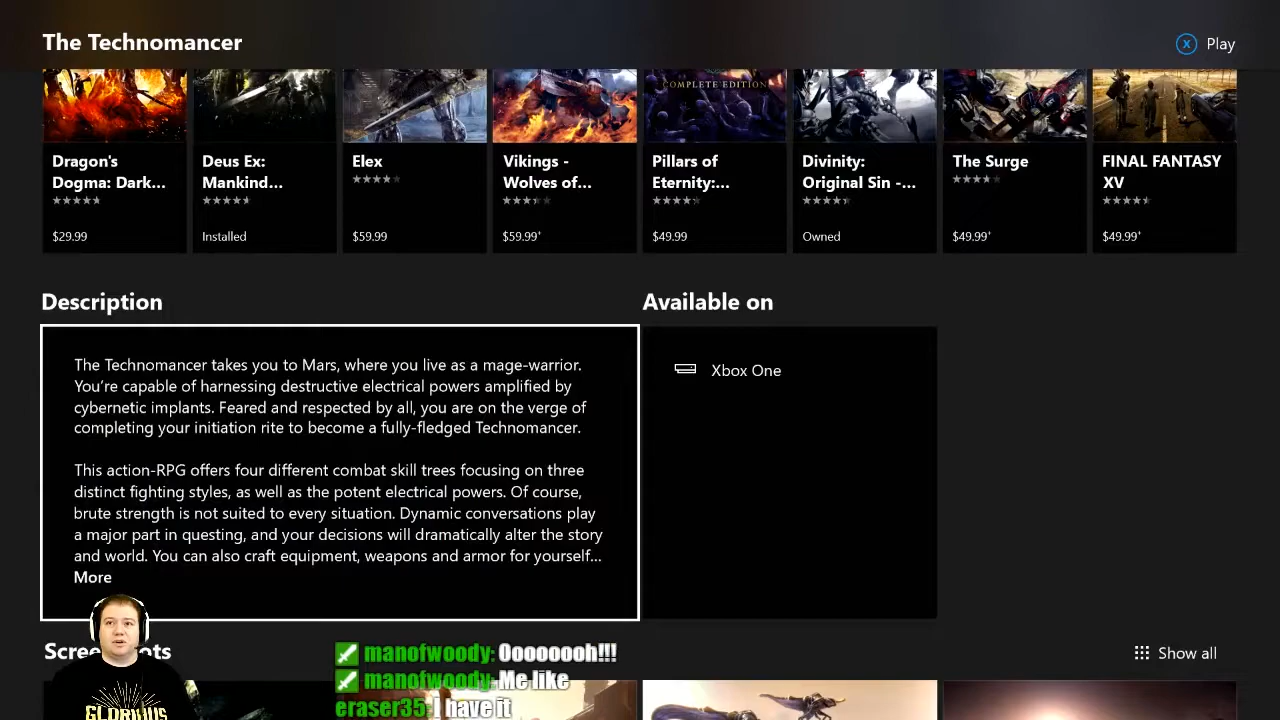 The Technomancer
X Play
COMPLETE EDITION
Dragon's
Dogma: Dark...
$29.99
Deus Ex:
Mankind...
Installed
Elex
$59.99
Vikings -
Wolves of...
$59.99+
Pillars of
Eternity:...
$49.99
Divinity:
Original Sin -...
Owned
The Surge
$49.99+
FINAL FANTASY
XV
$49.99+
Description
The Technomancer takes you to Mars, where you live as a mage-warrior.
You're capable of harnessing destructive electrical powers amplified by
cybernetic implants. Feared and respected by all, you are on the verge of
completing your initiation rite to become a fully-fledged Technomancer.
This action-RPG offers four different combat skill trees focusing on three
distinct fighting styles, as well as the potent electrical powers. Of course,
brute strength is not suited to every situation. Dynamic conversations play
a major part in questing, and your decisions will dramatically alter the story
and world. You can also craft equipment, weapons and armor for yourself...
More
Available on
Xbox One
Show all
manofwoody: Oooooooh!!!
manofwoody: Me like
eraser35: I have it
GLORIOUS